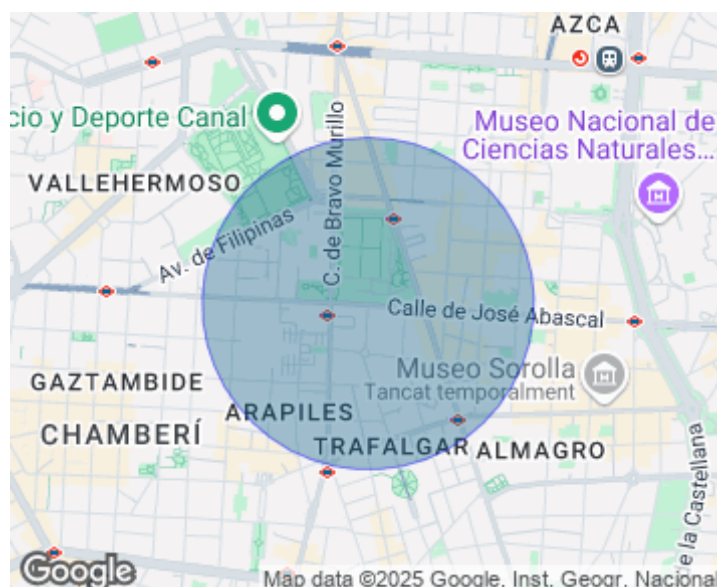 AZCA
cio y Deporte Canal
Museo Nacional de
Ciencias Naturales...
C. de Bravo Murillo
VALLEHERMOSO
Av. de Filipinas
Calle de José Abascal
Museo Sorolla
Tancat temporalment
GAZTAMBIDE
ARAPILES
CHAMBERÍ
TRAFALGAR
ALMAGRO
e la Castellana
Google
Map data ©2025 Google, Inst. Geogr. Nacional